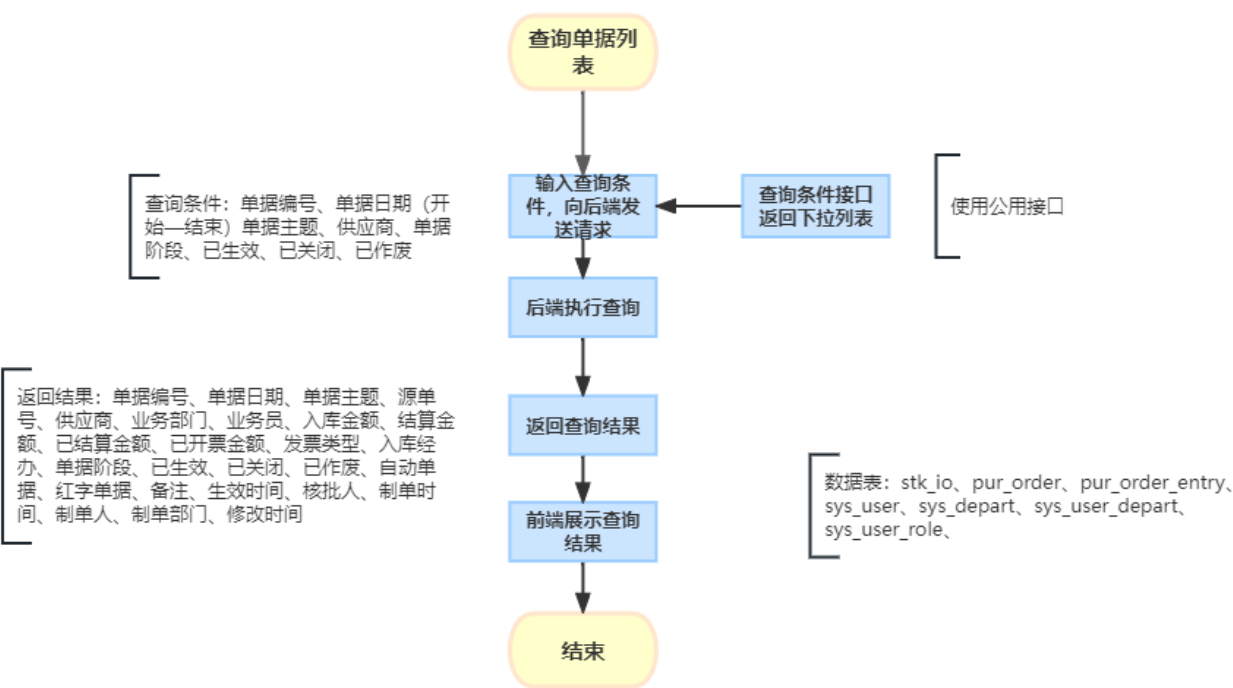 查询单据列
表
查询条件：单据编号、单据日期（开
始—结束）单据主题、供应商、单据
阶段、已生效、已关闭、已作废
输入查询条
件，向后端发
送请求
查询条件接口
返回下拉列表
使用公用接口
后端执行查询
返回结果：单据编号、单据日期、单据主题、源单
号、供应商、业务部门、业务员、入库金额、结算金
额、已结算金额、已开票金额、发票类型、入库经
办、单据阶段、已生效、已关闭、已作废、自动单
据、红字单据、备注、生效时间、核批人、制单时
间、制单人、制单部门、修改时间
返回查询结果
数据表：stk_io、pur_order、pur_order_entry、
sys_user、sys_depart、sys_user_depart、
sys_user_role、
前端展示查询
结果
结束